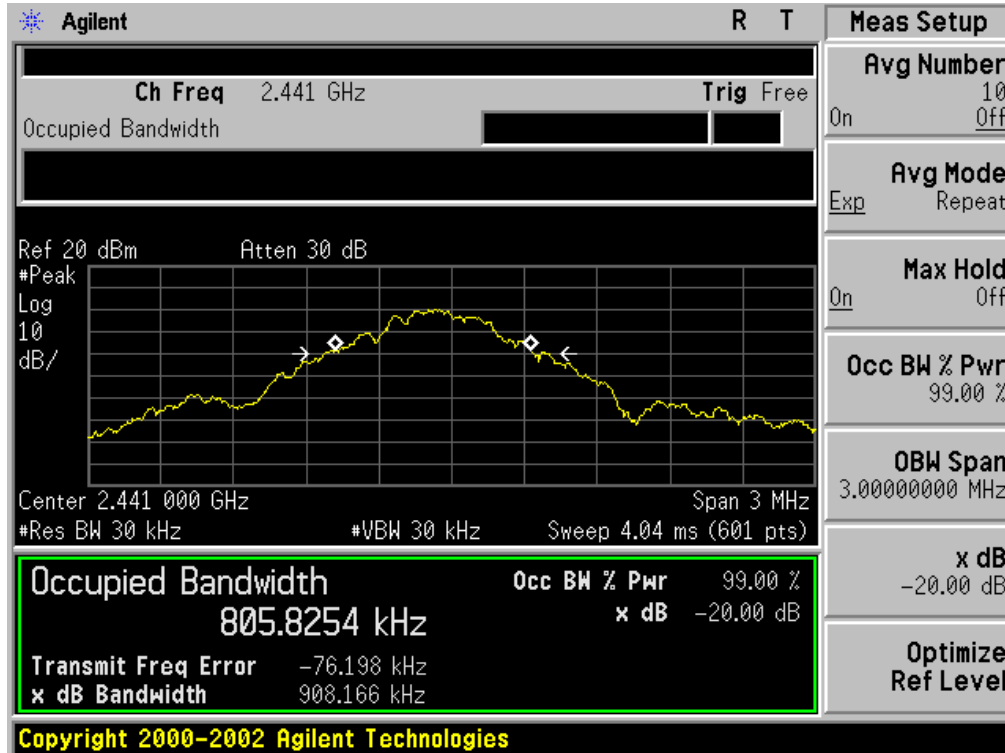 Agilent R T
Meas Setup
Ch Freq 2.441 GHz Trig Free
Occupied Bandwidth
Avg Number
10
On Off
Avg Mode
Exp Repeat
Max Hold
On Off
Occ BW % Pwr
99.00 %
OBW Span
3.00000000 MHz
x dB
-20.00 dB
Optimize
Ref Level
Ref 20 dBm Atten 30 dB
#Peak
Log
10
dB/
Center 2.441 000 GHz Span 3 MHz
#Res BW 30 kHz #VBW 30 kHz Sweep 4.04 ms (601 pts)
Occupied Bandwidth Occ BW % Pwr 99.00 %
805.8254 kHz x dB -20.00 dB
Transmit Freq Error -76.198 kHz
x dB Bandwidth 908.166 kHz
Copyright 2000-2002 Agilent Technologies